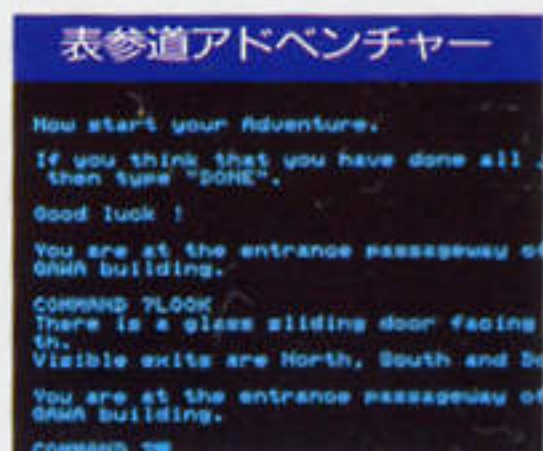 表参道アドベンチャー
Now start your Adventure.
If you think that you have done all
then type "DONE".
Good luck !
You are at the entrance passageway of
GAWA building.
COMMAND ?LOOK
There is a glass sliding door facing
th.
Visible exits are North, South and
You are at the entrance passageway of
GAWA building.
COMMAND ?